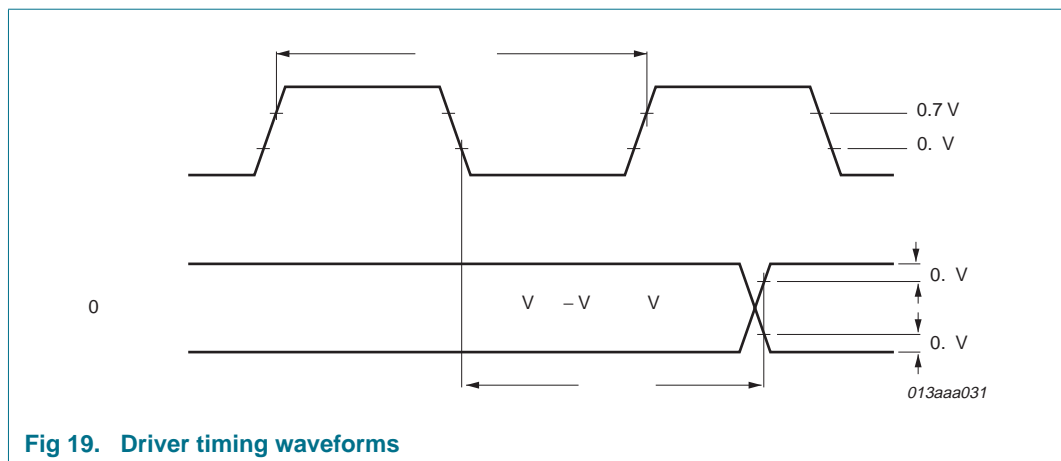 0.7 V
0. V
0. V
0 V – V V
0. V
013aaa031
Fig 19. Driver timing waveforms